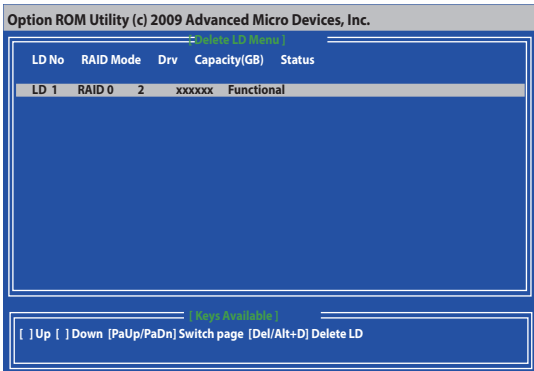 Option ROM Utility (c) 2009 Advanced Micro Devices, Inc.
[ Delete LD Menu ]
LD No RAID Mode Drv Capacity(GB) Status
LD 1 RAID 0 2 xxxxxx Functional
[ Keys Available ]
[ ] Up [ ] Down [PaUp/PaDn] Switch page [Del/Alt+D] Delete LD